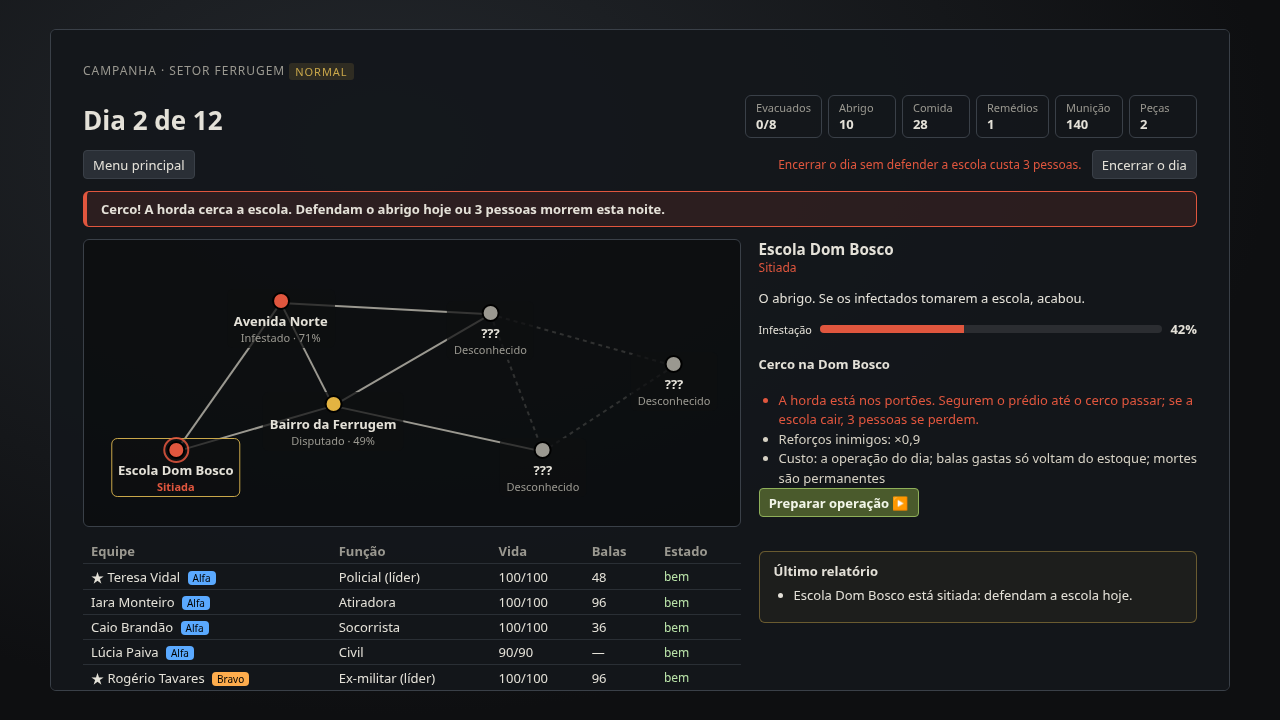 CAMPANHA · SETOR FERRUGEM NORMAL
Dia 2 de 12
Evacuados
0/8
Abrigo
10
Comida
28
Remédios
1
Munição
140
Peças
2
Menu principal
Encerrar o dia sem defender a escola custa 3 pessoas.
Encerrar o dia
Cerco! A horda cerca a escola. Defendam o abrigo hoje ou 3 pessoas morrem esta noite.
Avenida Norte
Infestado · 71%
???
Desconhecido
???
Desconhecido
Bairro da Ferrugem
Disputado · 49%
Escola Dom Bosco
Sitiada
???
Desconhecido
Escola Dom Bosco
Sitiada
O abrigo. Se os infectados tomarem a escola, acabou.
Infestação 42%
Cerco na Dom Bosco
• A horda está nos portões. Segurem o prédio até o cerco passar; se a
escola cair, 3 pessoas se perdem.
• Reforços inimigos: ×0,9
• Custo: a operação do dia; balas gastas só voltam do estoque; mortes
são permanentes
Preparar operação ▶️
Equipe Função Vida Balas Estado
★ Teresa Vidal Alfa Policial (líder) 100/100 48 bem
Iara Monteiro Alfa Atiradora 100/100 96 bem
Caio Brandão Alfa Socorrista 100/100 36 bem
Lúcia Paiva Alfa Civil 90/90 — bem
★ Rogério Tavares Bravo Ex-militar (líder) 100/100 96 bem
Último relatório
• Escola Dom Bosco está sitiada: defendam a escola hoje.